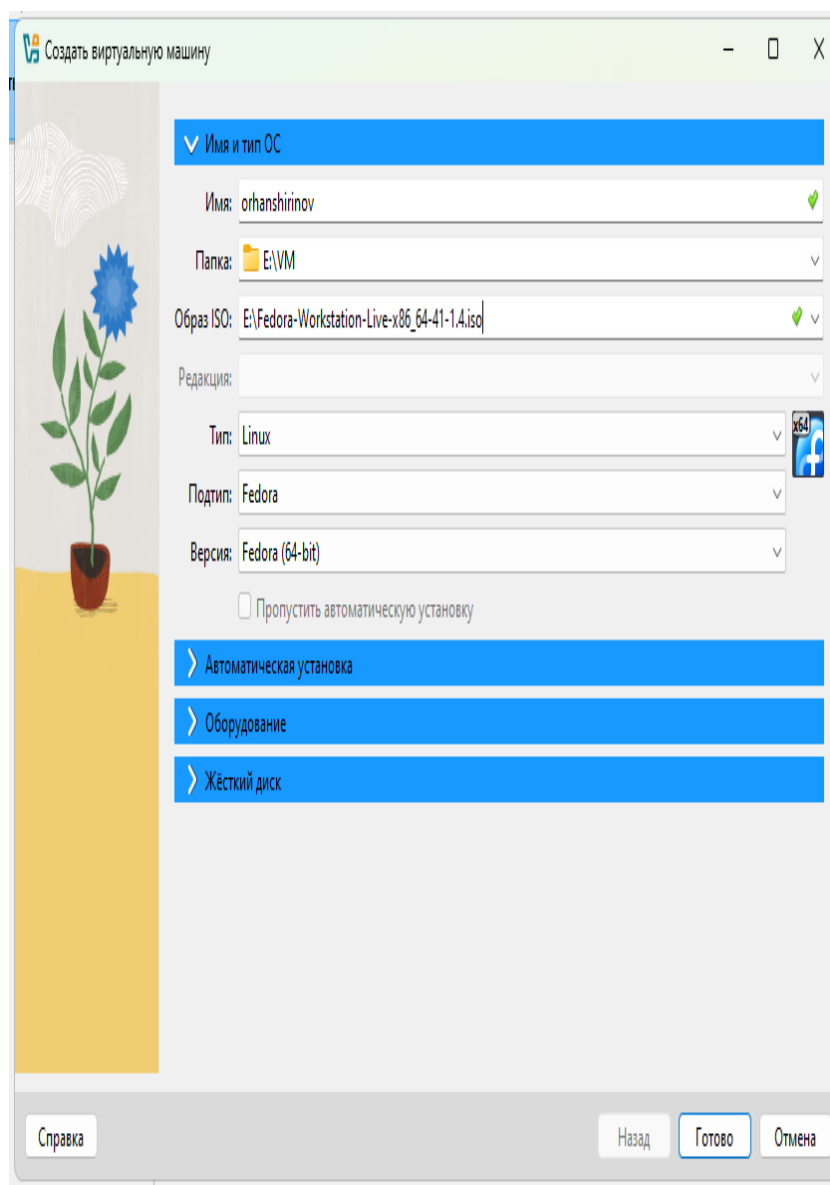 Создать виртуальную машину
Имя и тип ОС
Имя: orhanshirinov
Папка: E:\VM
Образ ISO: E:\Fedora-Workstation-Live-x86_64-41-1.4.iso
Редакция:
Тип: Linux
x64
Подтип: Fedora
Версия: Fedora (64-bit)
Пропустить автоматическую установку
Автоматическая установка
Оборудование
Жёсткий диск
Справка Назад Готово Отмена